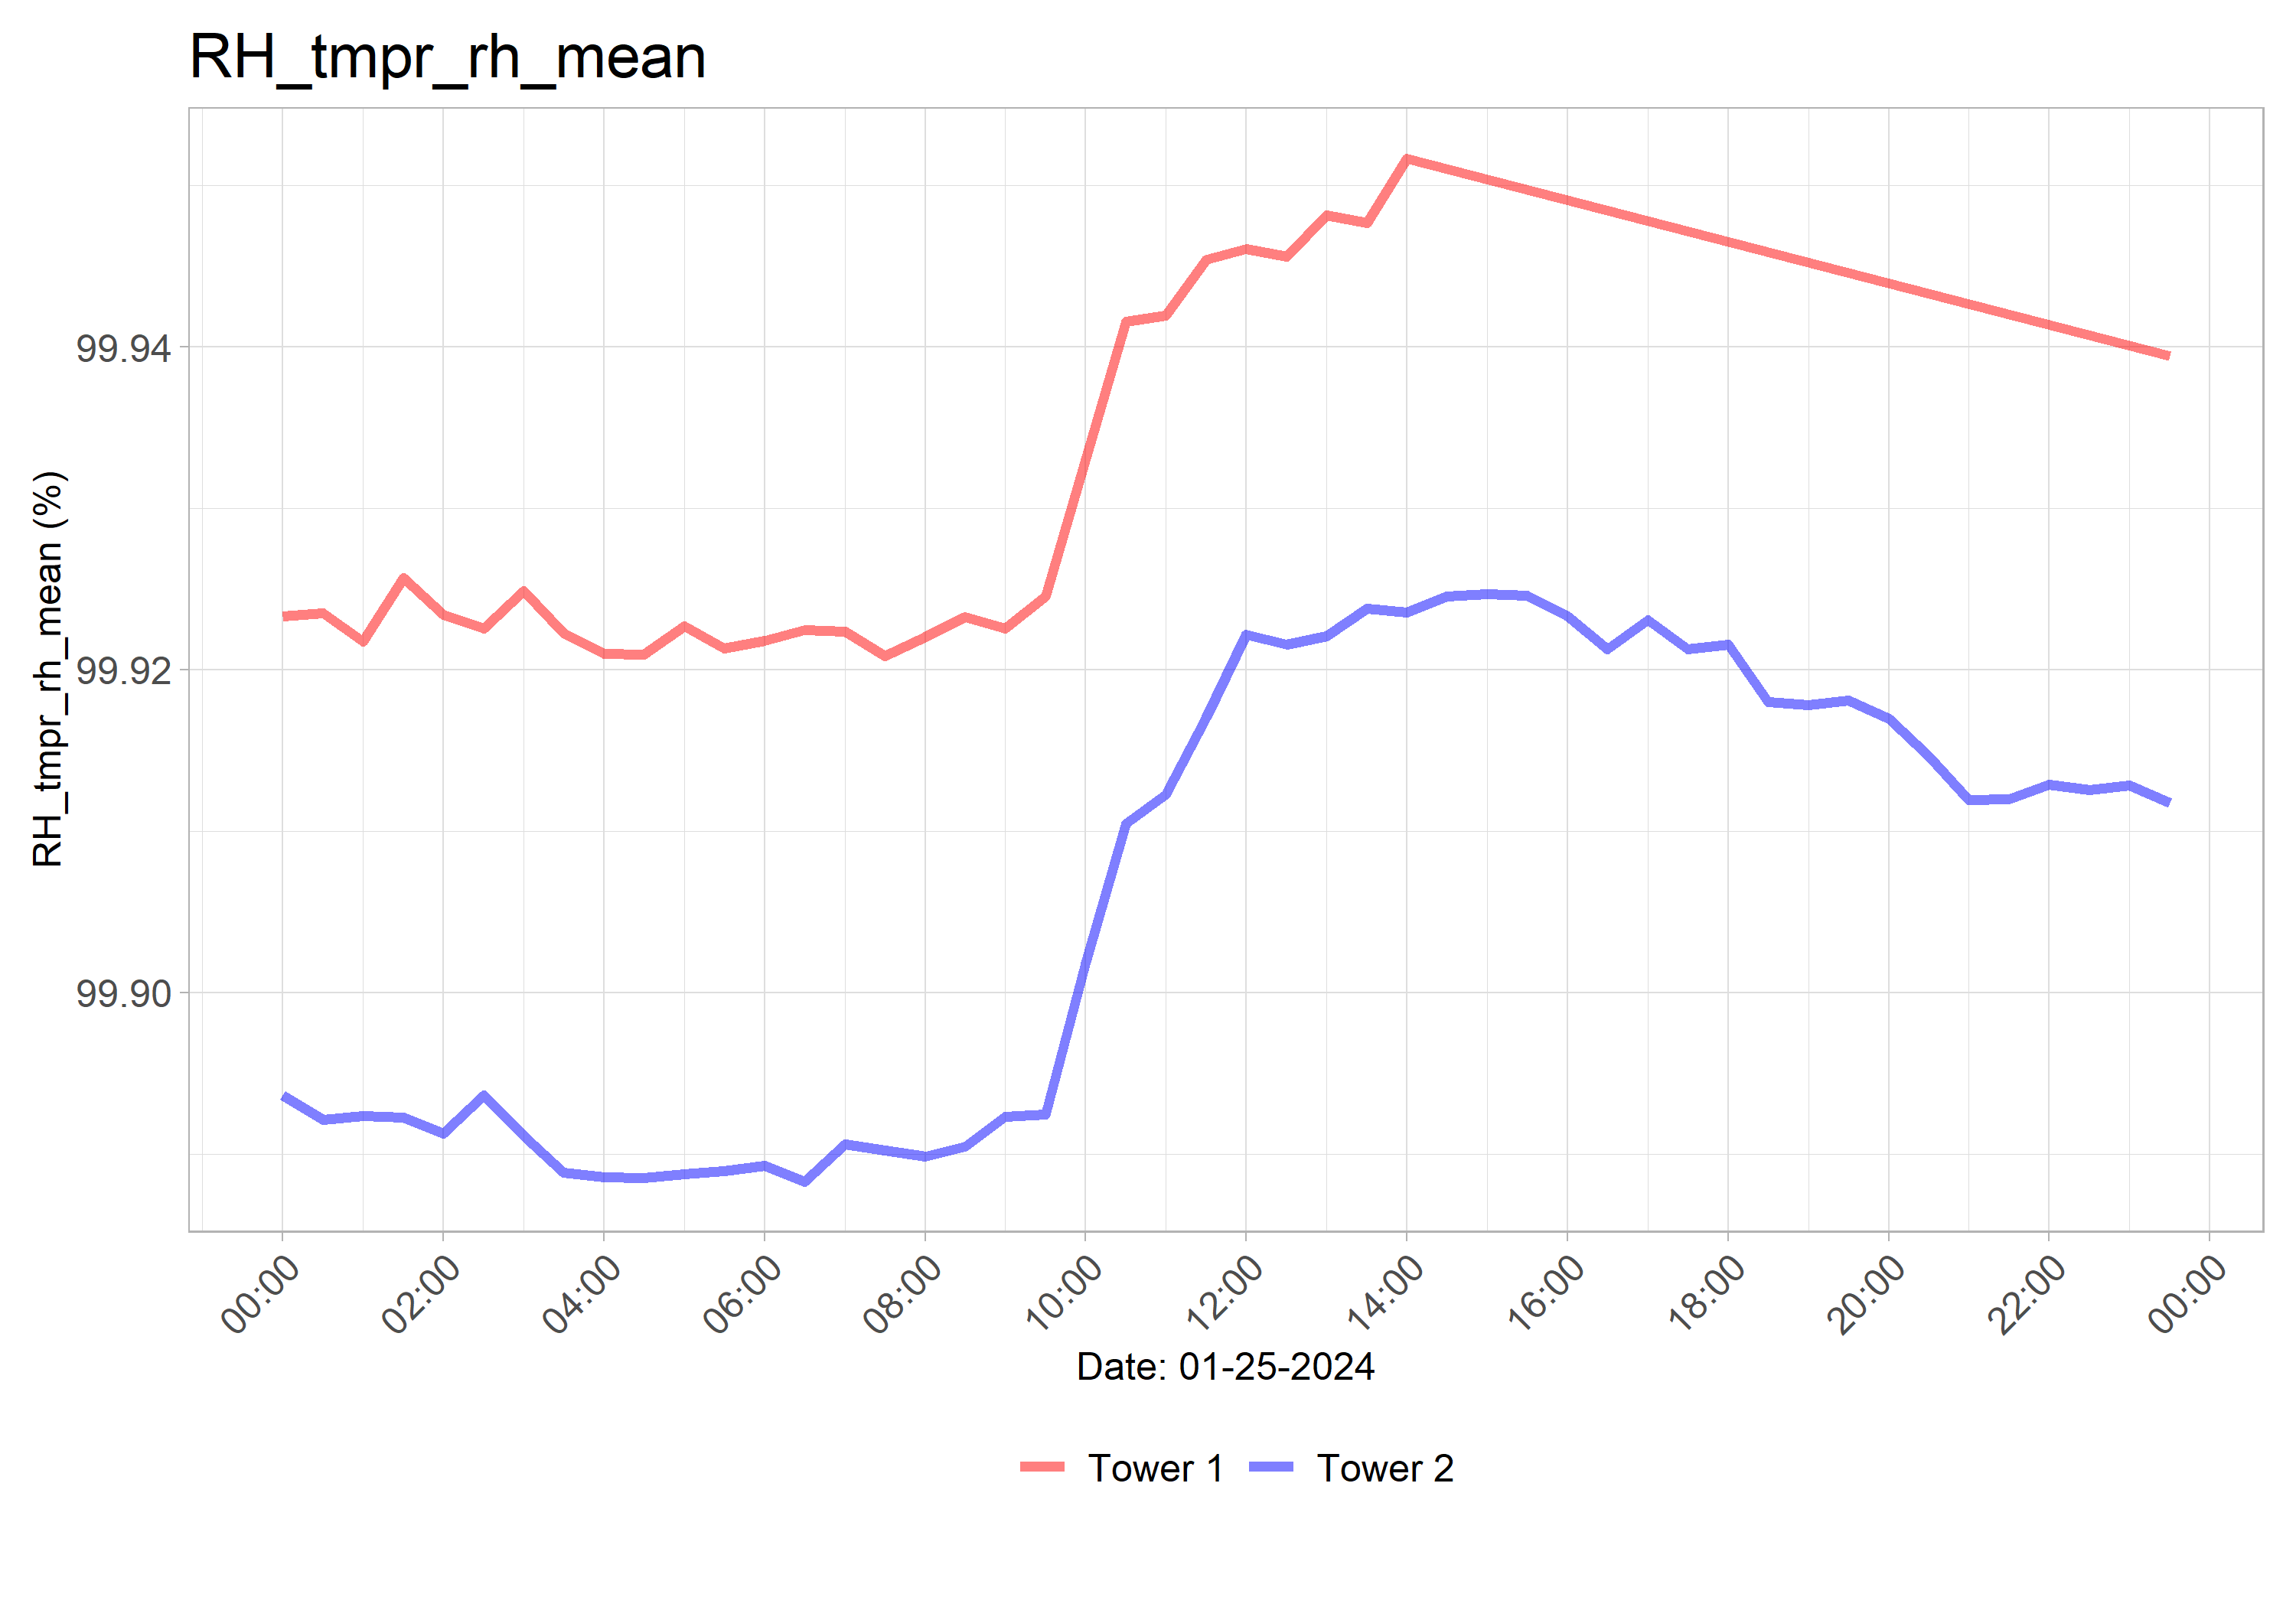 RH_tmpr_rh_mean
RH_tmpr_rh_mean (%)
99.94
99.92
99.90
00:00 02:00 04:00 06:00 08:00 10:00 12:00 14:00 16:00 18:00 20:00 22:00 00:00
Date: 01-25-2024
Tower 1 Tower 2